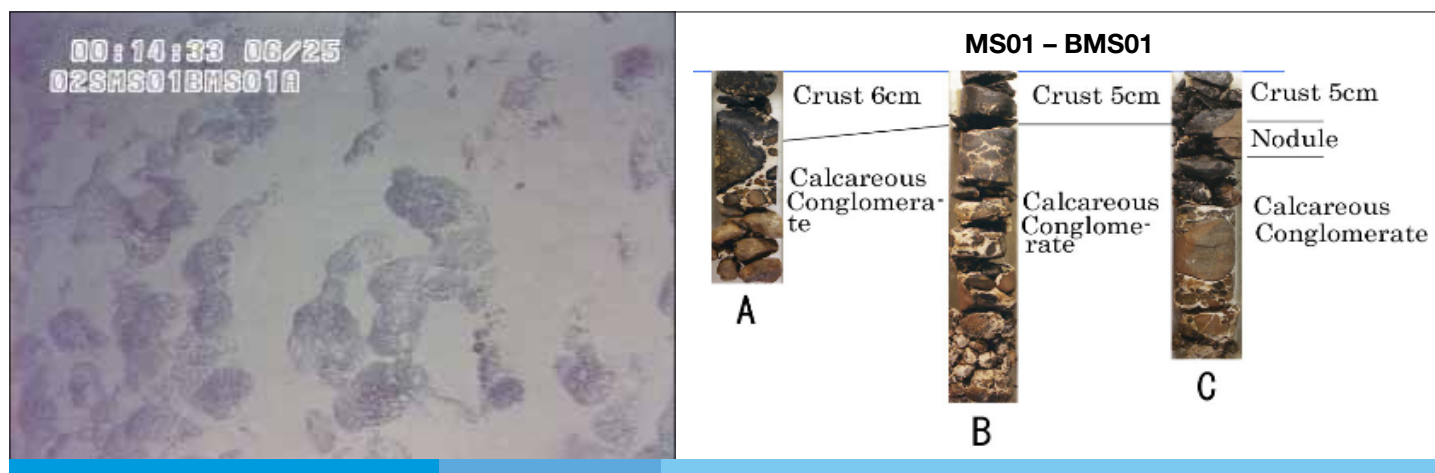 00:14:33 06/25
02SMS01BMS01A
MS01 – BMS01
Crust 6cm
Calcareous
Conglomera-
te
A
Crust 5cm
Calcareous
Conglome-
rate
B
Crust 5cm
Nodule
Calcareous
Conglomerate
C